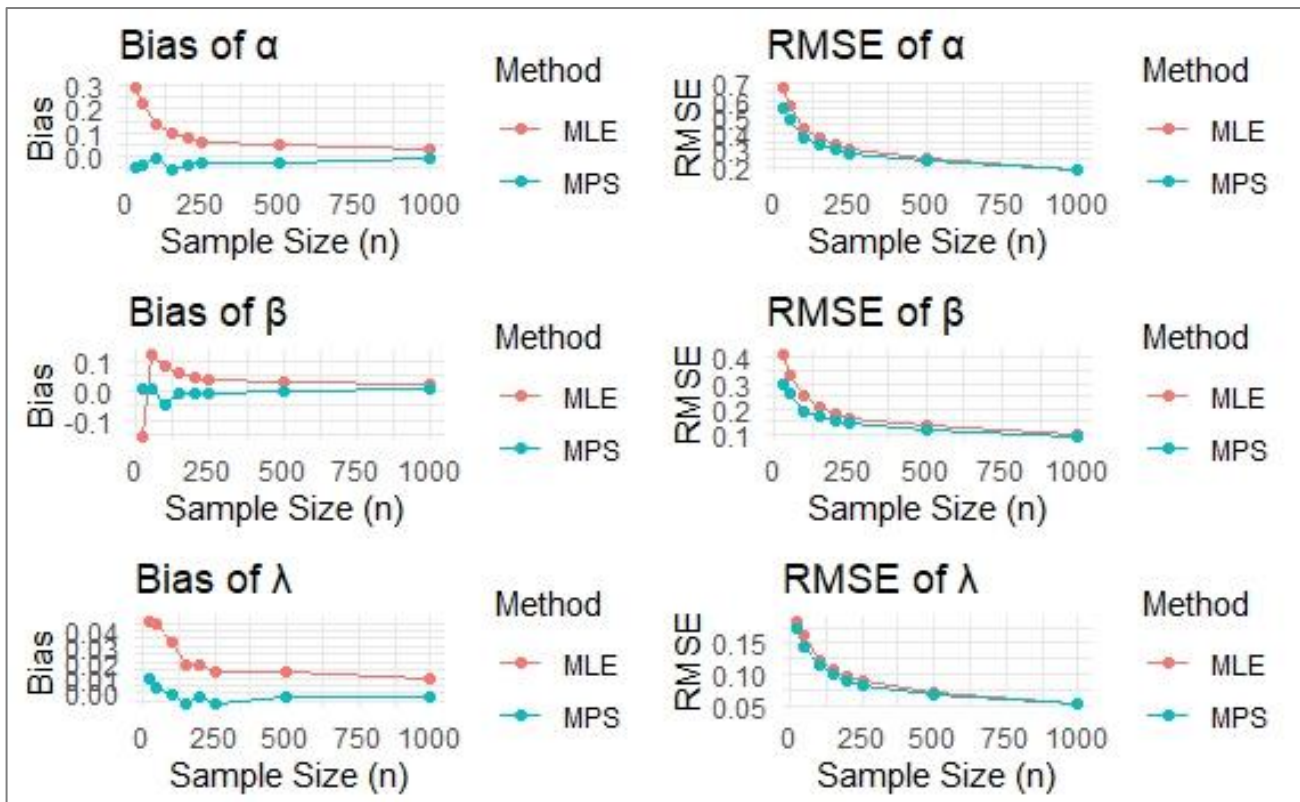 Bias of α
Bias
0.3
0.2
0.1
0.0
0 250 500 750 1000
Sample Size (n)
Method
MLE
MPS
RMSE of α
RMSE
0.7
0.6
0.5
0.4
0.3
0.2
0 250 500 750 1000
Sample Size (n)
Method
MLE
MPS
Bias of β
Bias
0.1
0.0
-0.1
0 250 500 750 1000
Sample Size (n)
Method
MLE
MPS
RMSE of β
RMSE
0.4
0.3
0.2
0.1
0 250 500 750 1000
Sample Size (n)
Method
MLE
MPS
Bias of λ
Bias
0.04
0.02
0.00
0 250 500 750 1000
Sample Size (n)
Method
MLE
MPS
RMSE of λ
RMSE
0.15
0.10
0.05
0 250 500 750 1000
Sample Size (n)
Method
MLE
MPS